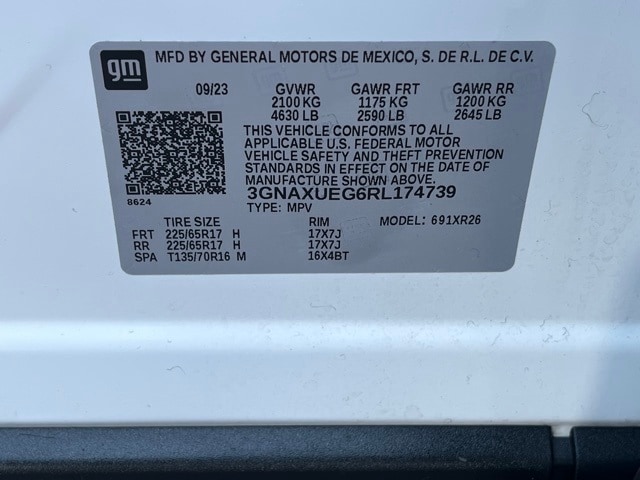 gm
MFD BY GENERAL MOTORS DE MEXICO, S. DE R.L. DE C.V.
09/23 GVWR GAWR FRT GAWR RR
2100 KG 1175 KG 1200 KG
4630 LB 2590 LB 2645 LB
THIS VEHICLE CONFORMS TO ALL
APPLICABLE U.S. FEDERAL MOTOR
VEHICLE SAFETY AND THEFT PREVENTION
STANDARDS IN EFFECT ON THE DATE OF
MANUFACTURE SHOWN ABOVE.
3GNAXUEG6RL174739
8624
TYPE: MPV
TIRE SIZE RIM MODEL: 691XR26
FRT 225/65R17 H 17X7J
RR 225/65R17 H 17X7J
SPA T135/70R16 M 16X4BT